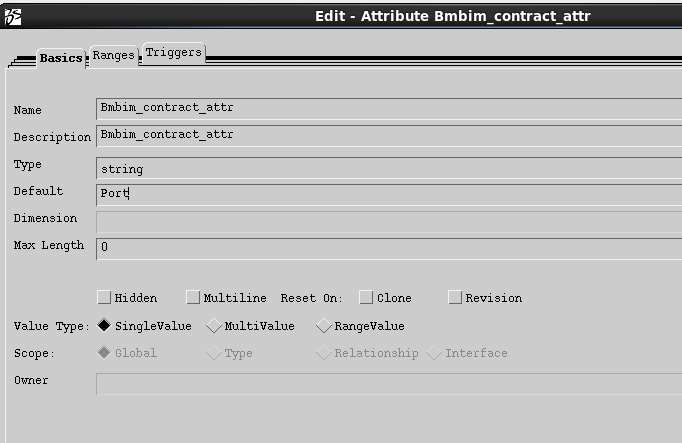 Edit - Attribute Bmbim_contract_attr
Basics Ranges Triggers
Name Bmbim_contract_attr
Description Bmbim_contract_attr
Type string
Default Port
Dimension
Max Length 0
Hidden Multiline Reset On: Clone Revision
Value Type: SingleValue MultiValue RangeValue
Scope: Global Type Relationship Interface
Owner